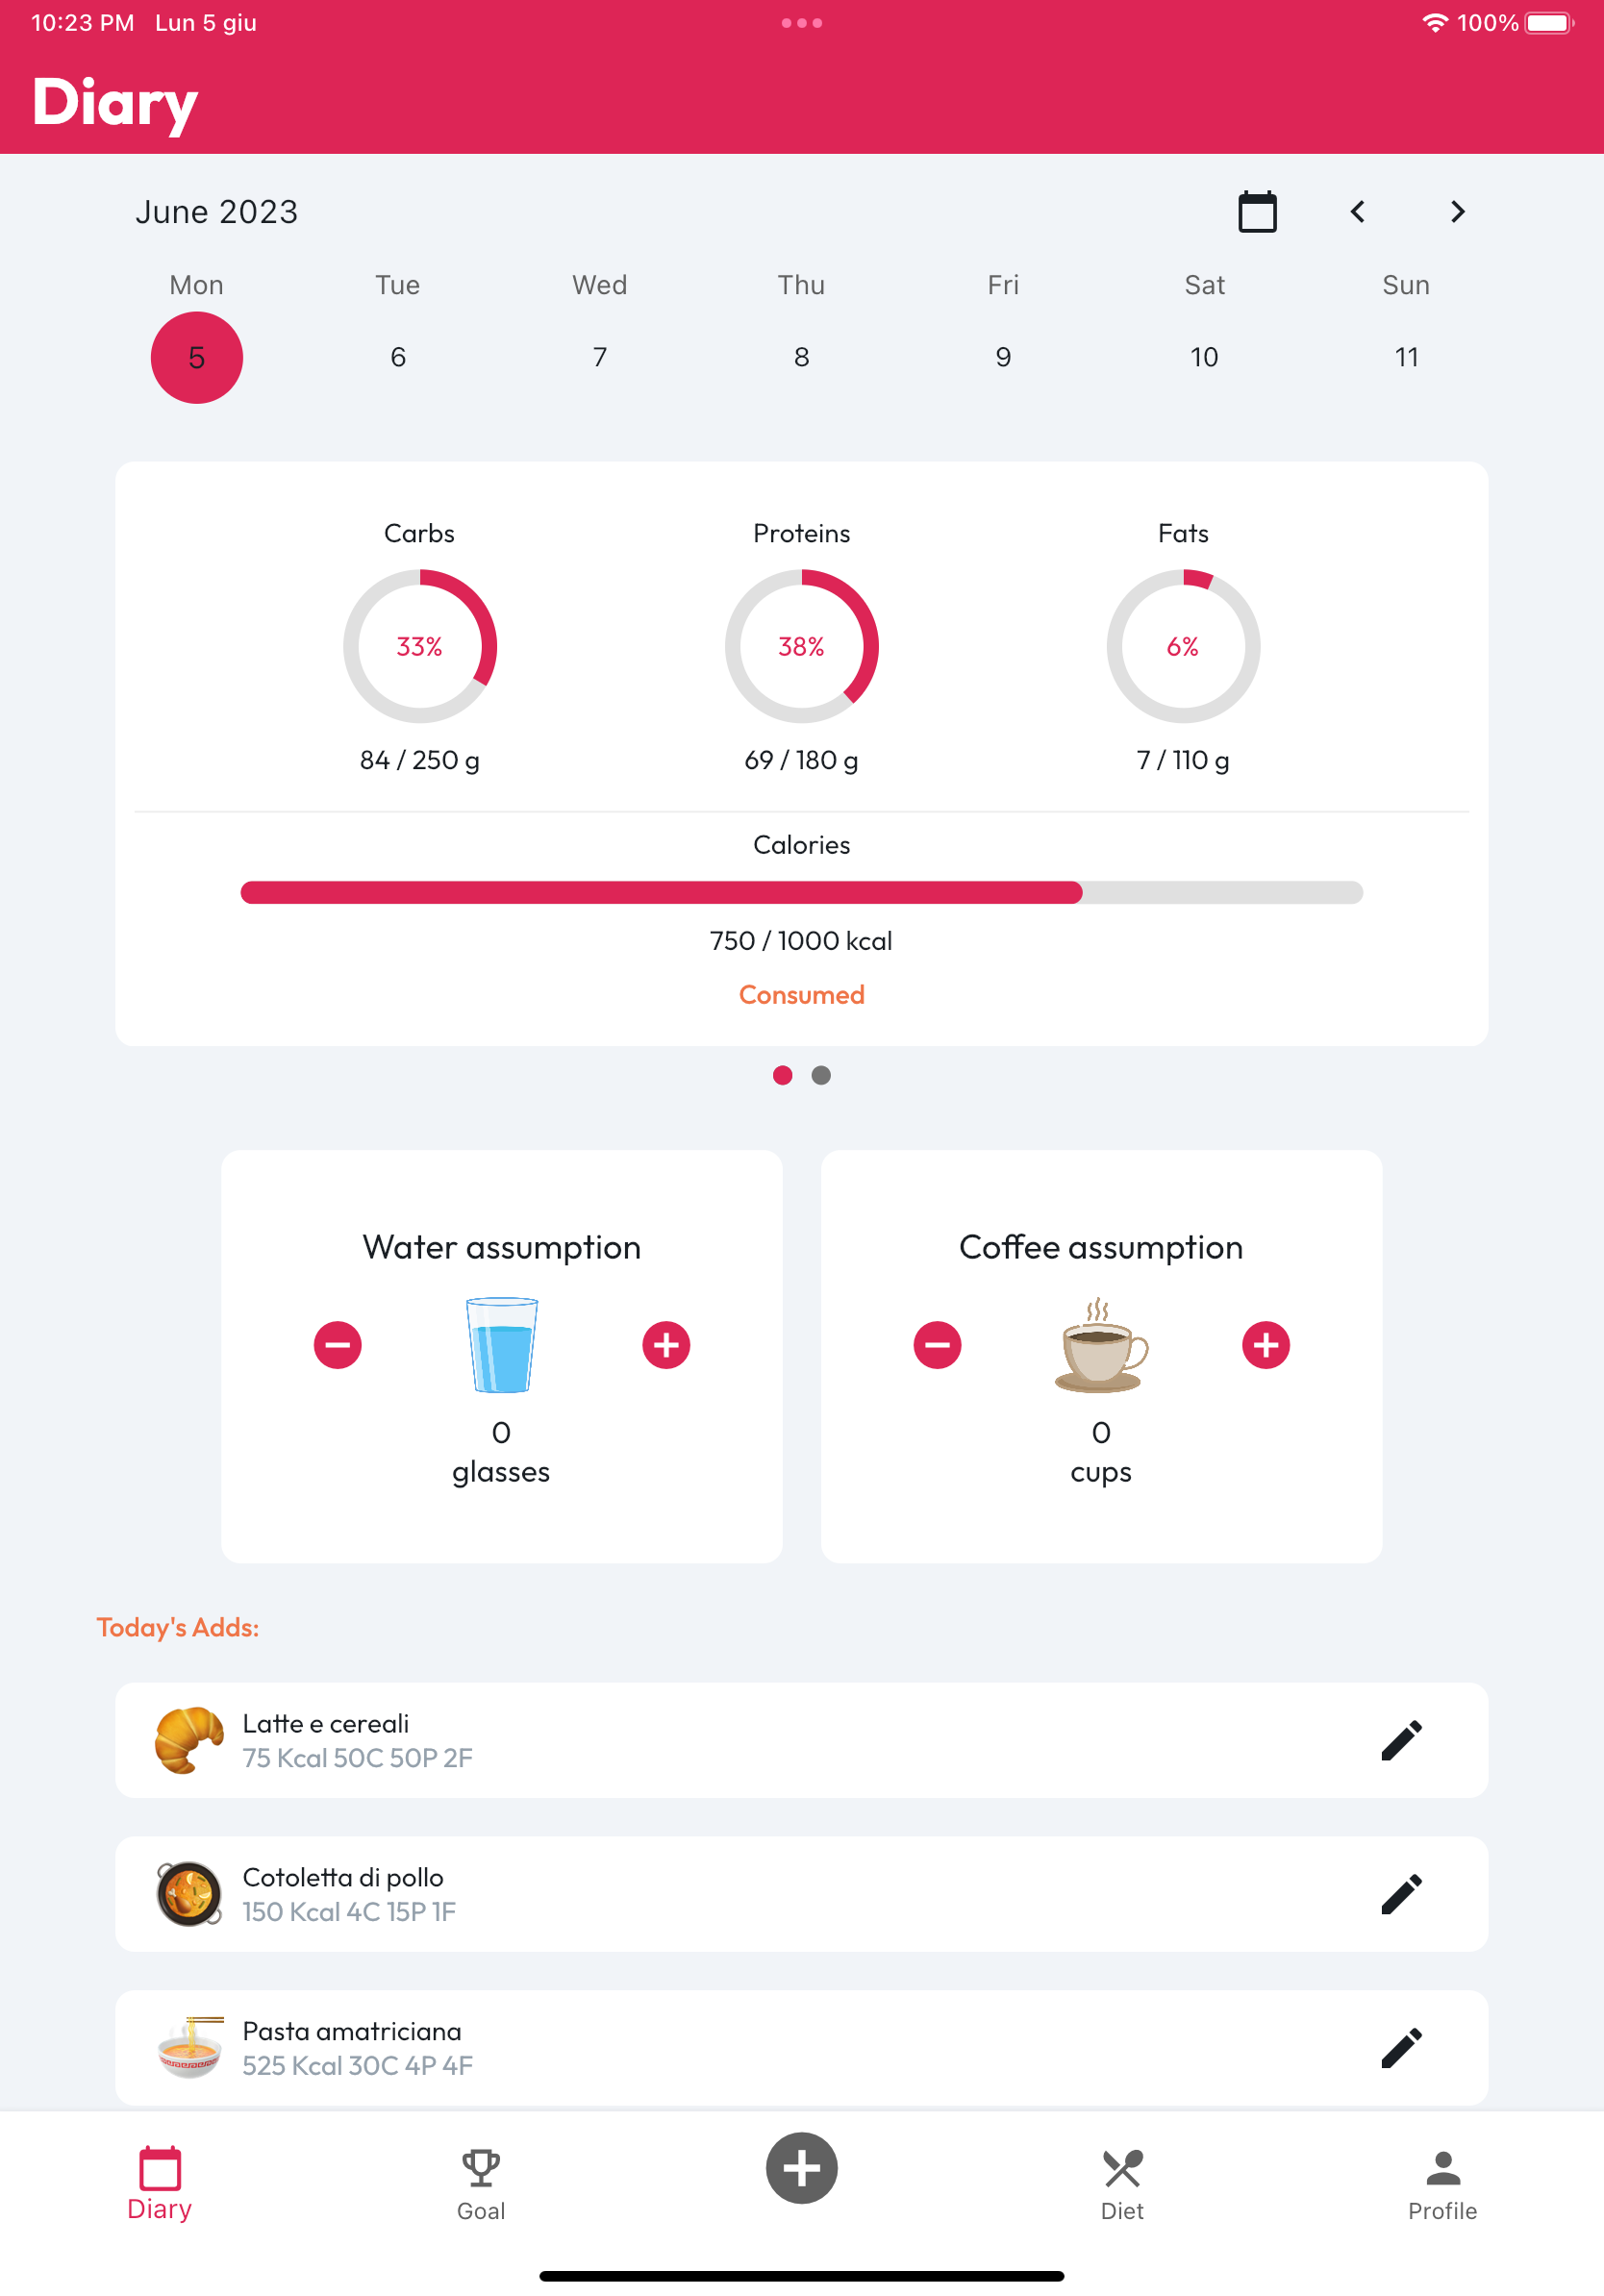 10:23 PM Lun 5 giu 100%
Diary
June 2023
Mon Tue Wed Thu Fri Sat Sun
5 6 7 8 9 10 11
Carbs Proteins Fats
33% 38% 6%
84 / 250 g 69 / 180 g 7 / 110 g
Calories
750 / 1000 kcal
Consumed
Water assumption
0
glasses
Coffee assumption
0
cups
Today's Adds:
Latte e cereali
75 Kcal 50C 50P 2F
Cotoletta di pollo
150 Kcal 4C 15P 1F
Pasta amatriciana
525 Kcal 30C 4P 4F
Diary Goal Diet Profile